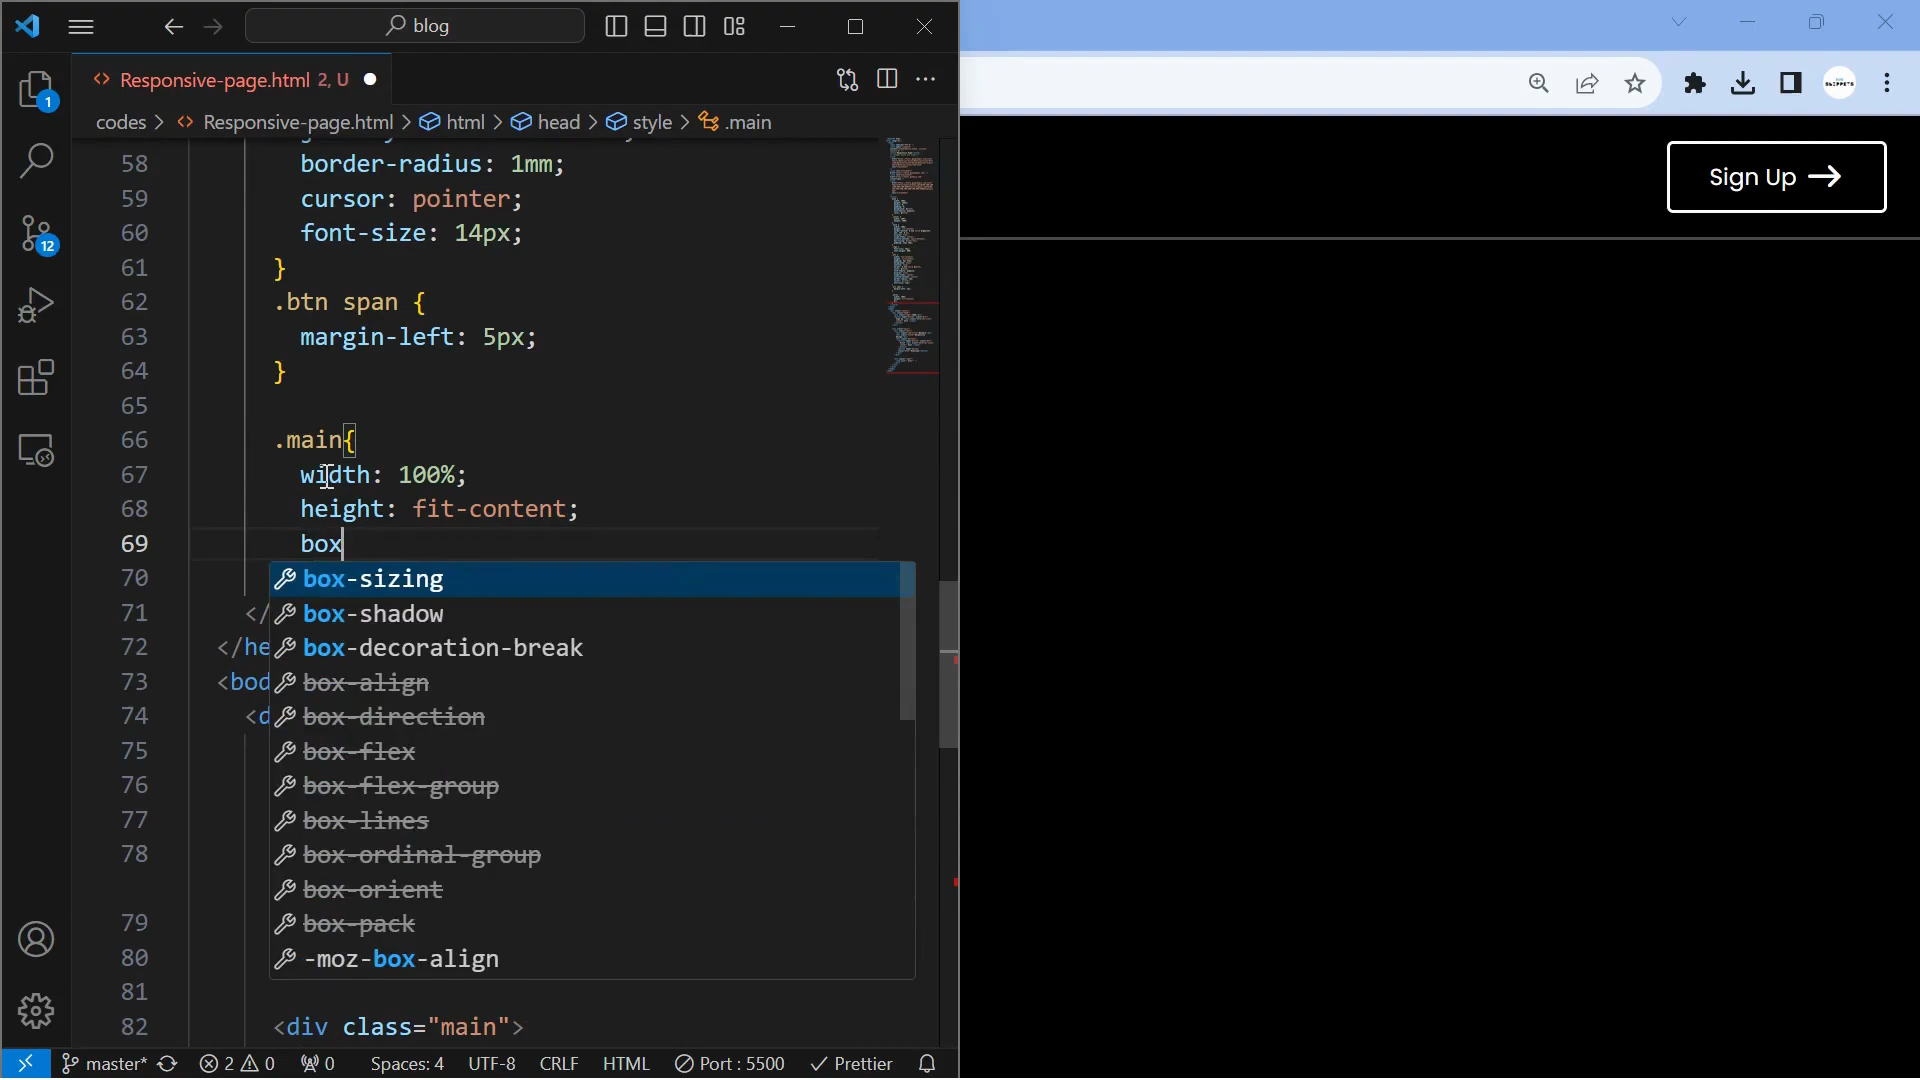 blog
Responsive-page.html 2, U
codes > Responsive-page.html > html > head > style > .main
58 border-radius: 1mm;
59 cursor: pointer;
60 font-size: 14px;
61 }
62 .btn span {
63 margin-left: 5px;
64 }
65
66 .main{
67 width: 100%;
68 height: fit-content;
69 box
box-sizing
70
box-shadow
71 </
box-decoration-break
72 </he
box-align
73 <bod
box-direction
74 <d
box-flex
75
box-flex-group
76
box-lines
77
box-ordinal-group
78
box-orient
box-pack
79
-moz-box-align
80
81
82 <div class="main">
1
12
master* 2 0 0 Spaces: 4 UTF-8 CRLF HTML Port : 5500 Prettier
Sign Up →